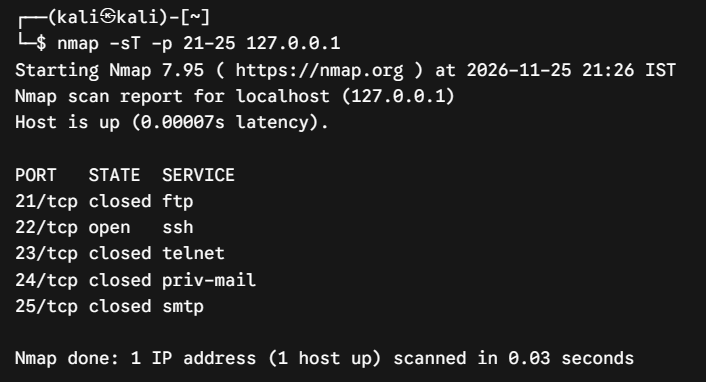 ┌──(kali㉿kali)-[~]
└─$ nmap -sT -p 21-25 127.0.0.1
Starting Nmap 7.95 ( https://nmap.org ) at 2026-11-25 21:26 IST
Nmap scan report for localhost (127.0.0.1)
Host is up (0.00007s latency).

PORT   STATE  SERVICE
21/tcp closed ftp
22/tcp open   ssh
23/tcp closed telnet
24/tcp closed priv-mail
25/tcp closed smtp

Nmap done: 1 IP address (1 host up) scanned in 0.03 seconds